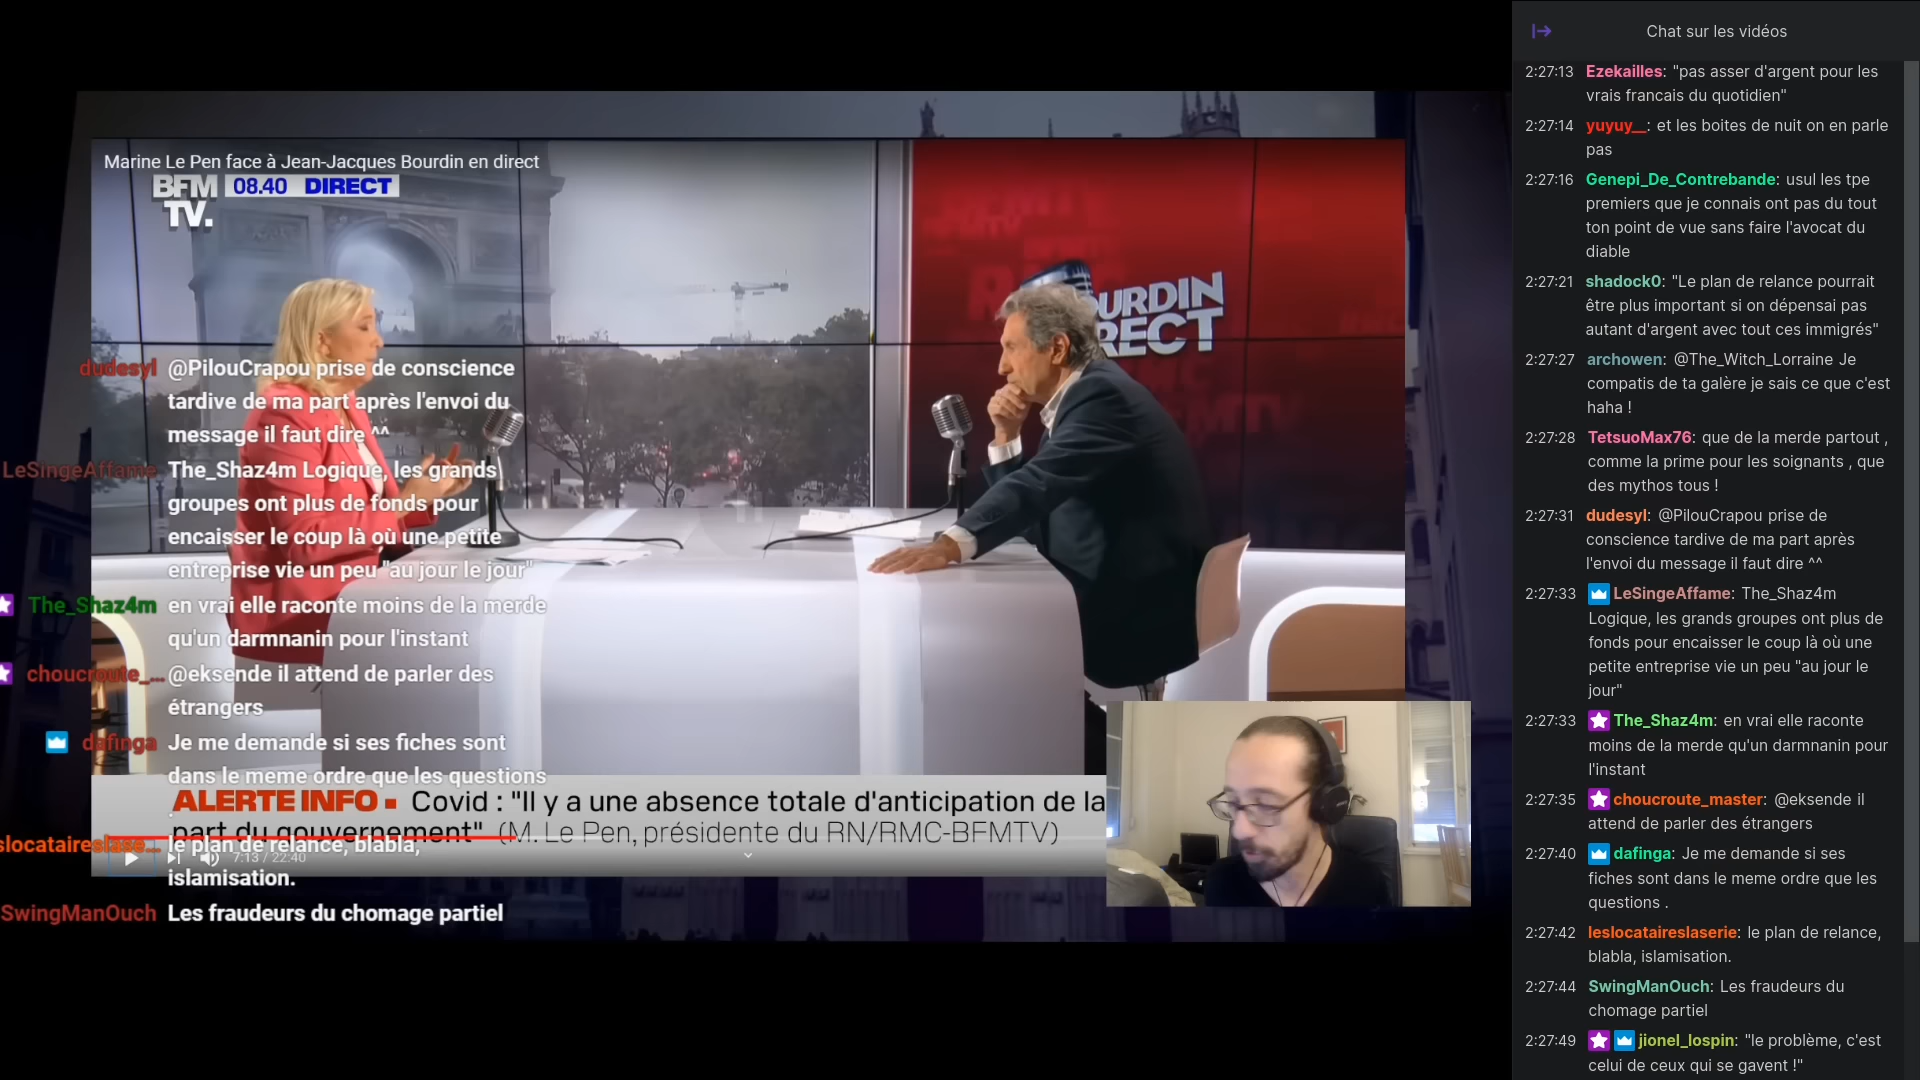 Marine Le Pen face à Jean-Jacques Bourdin en direct
BFM
TV.
08.40 DIRECT
OURDIN
RECT
dudesyl @PilouCrapou prise de conscience
tardive de ma part après l'envoi du
message il faut dire ^^
LeSingeAffame The_Shaz4m Logique, les grands
groupes ont plus de fonds pour
encaisser le coup là où une petite
entreprise vie un peu "au jour le jour"
The_Shaz4m en vrai elle raconte moins de la merde
qu'un darmnanin pour l'instant
choucroute_... @eksende il attend de parler des
étrangers
dafinga Je me demande si ses fiches sont
dans le meme ordre que les questions
.
ALERTE INFO Covid : "Il y a une absence totale d'anticipation de la
part du gouvernement" (M. Le Pen, présidente du RN/RMC-BFMTV)
slocataireslase... le plan de relance, blabla,
islamisation.
7:13 / 22:40
SwingManOuch Les fraudeurs du chomage partiel
Chat sur les vidéos
2:27:13 Ezekailles: "pas asser d'argent pour les
vrais francais du quotidien"
2:27:14 yuyuy__: et les boites de nuit on en parle
pas
2:27:16 Genepi_De_Contrebande: usul les tpe
premiers que je connais ont pas du tout
ton point de vue sans faire l'avocat du
diable
2:27:21 shadock0: "Le plan de relance pourrait
être plus important si on dépensai pas
autant d'argent avec tout ces immigrés"
2:27:27 archowen: @The_Witch_Lorraine Je
compatis de ta galère je sais ce que c'est
haha !
2:27:28 TetsuoMax76: que de la merde partout ,
comme la prime pour les soignants , que
des mythos tous !
2:27:31 dudesyl: @PilouCrapou prise de
conscience tardive de ma part après
l'envoi du message il faut dire ^^
2:27:33 LeSingeAffame: The_Shaz4m
Logique, les grands groupes ont plus de
fonds pour encaisser le coup là où une
petite entreprise vie un peu "au jour le
jour"
2:27:33 The_Shaz4m: en vrai elle raconte
moins de la merde qu'un darmnanin pour
l'instant
2:27:35 choucroute_master: @eksende il
attend de parler des étrangers
2:27:40 dafinga: Je me demande si ses
fiches sont dans le meme ordre que les
questions .
2:27:42 leslocataireslaserie: le plan de relance,
blabla, islamisation.
2:27:44 SwingManOuch: Les fraudeurs du
chomage partiel
2:27:49 jionel_lospin: "le problème, c'est
celui de ceux qui se gavent !"